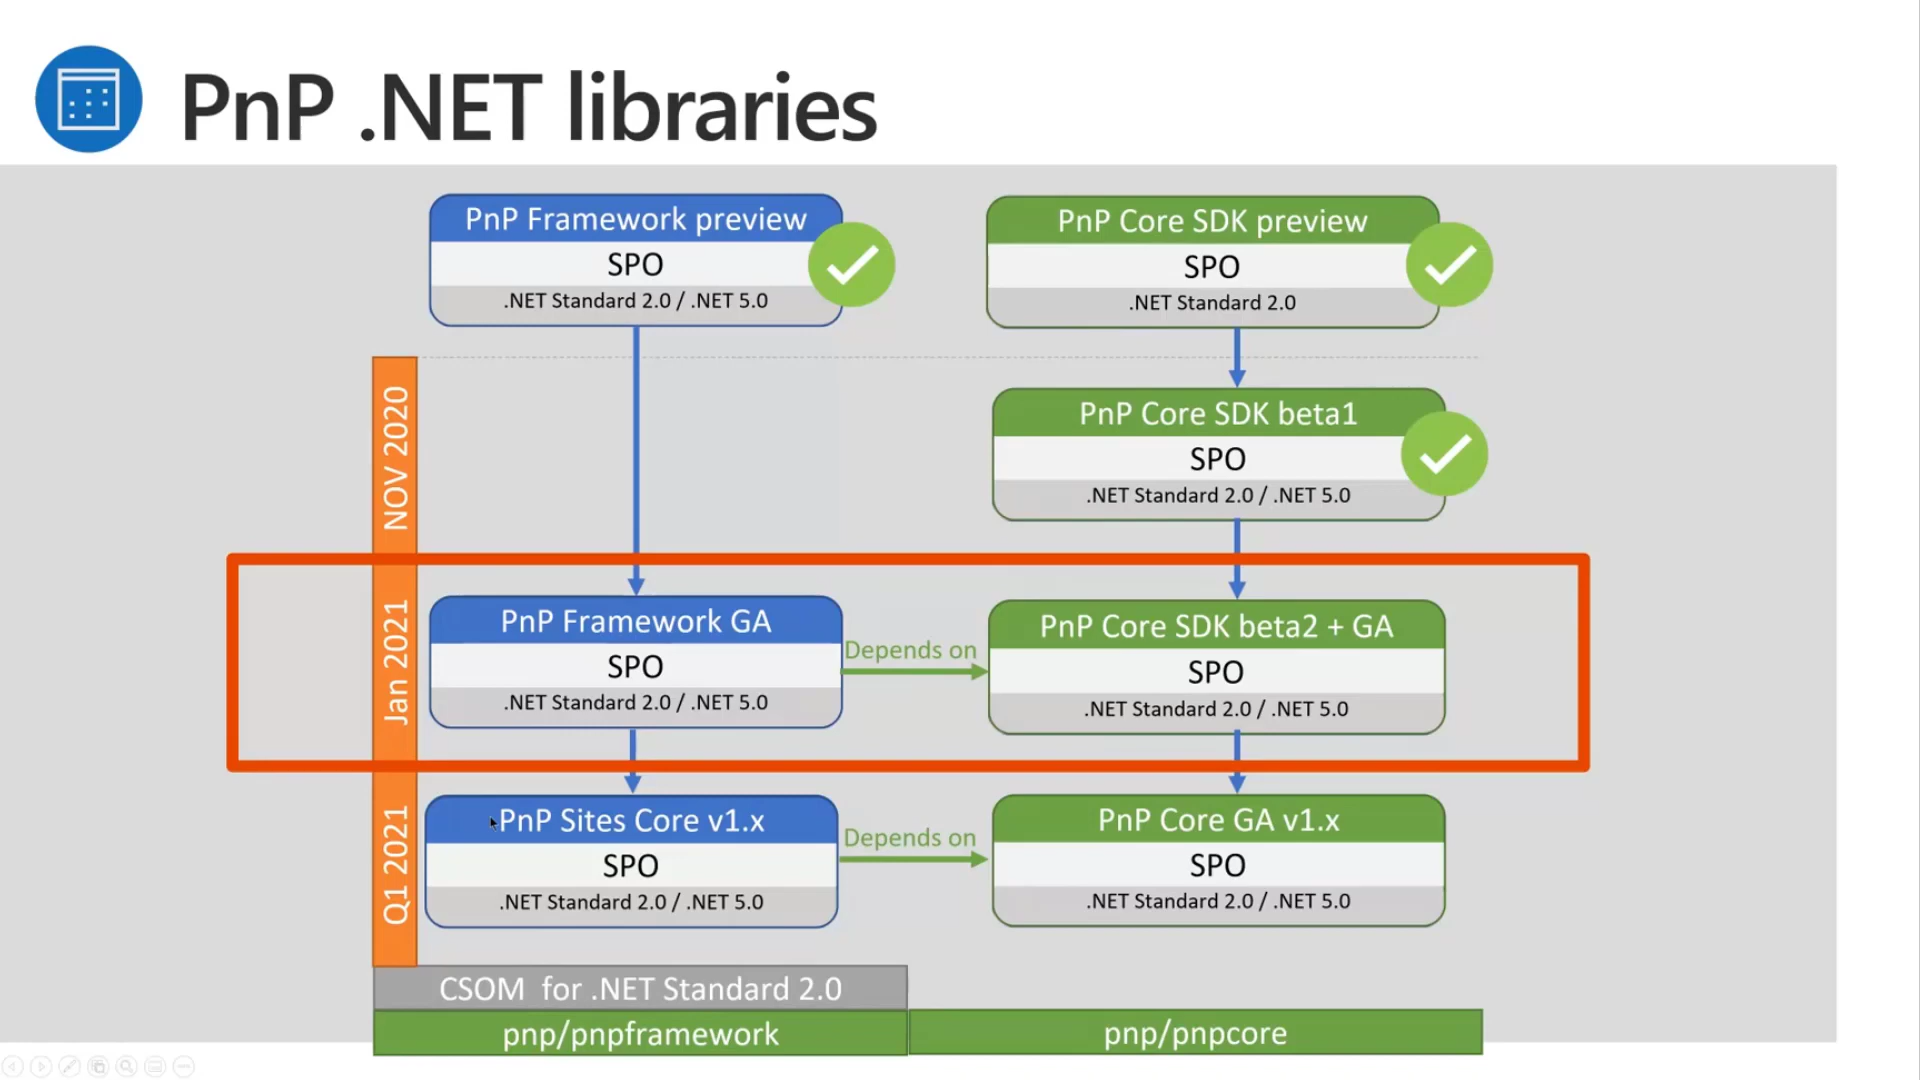 PnP .NET libraries
PnP Framework preview
SPO
.NET Standard 2.0 / .NET 5.0
PnP Core SDK preview
SPO
.NET Standard 2.0
NOV 2020
PnP Core SDK beta1
SPO
.NET Standard 2.0 / .NET 5.0
Jan 2021
PnP Framework GA
SPO
.NET Standard 2.0 / .NET 5.0
Depends on
PnP Core SDK beta2 + GA
SPO
.NET Standard 2.0 / .NET 5.0
Q1 2021
PnP Sites Core v1.x
SPO
.NET Standard 2.0 / .NET 5.0
Depends on
PnP Core GA v1.x
SPO
.NET Standard 2.0 / .NET 5.0
CSOM for .NET Standard 2.0
pnp/pnpframework
pnp/pnpcore